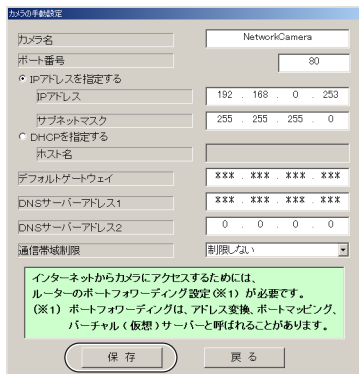 カメラの手動設定
カメラ名 NetworkCamera
ポート番号 80
IPアドレスを指定する
IPアドレス 192 . 168 . 0 . 253
サブネットマスク 255 . 255 . 255 . 0
DHCPを指定する
ホスト名
デフォルトゲートウェイ *** . *** . *** . ***
DNSサーバーアドレス1 *** . *** . *** . ***
DNSサーバーアドレス2 0 . 0 . 0 . 0
通信帯域制限 制限しない
インターネットからカメラにアクセスするためには、
ルーターのポートフォワーディング設定(※1)が必要です。
(※1) ポートフォワーディングは、アドレス変換、ポートマッピング、
バーチャル(仮想)サーバーと呼ばれることがあります。
保存 戻る